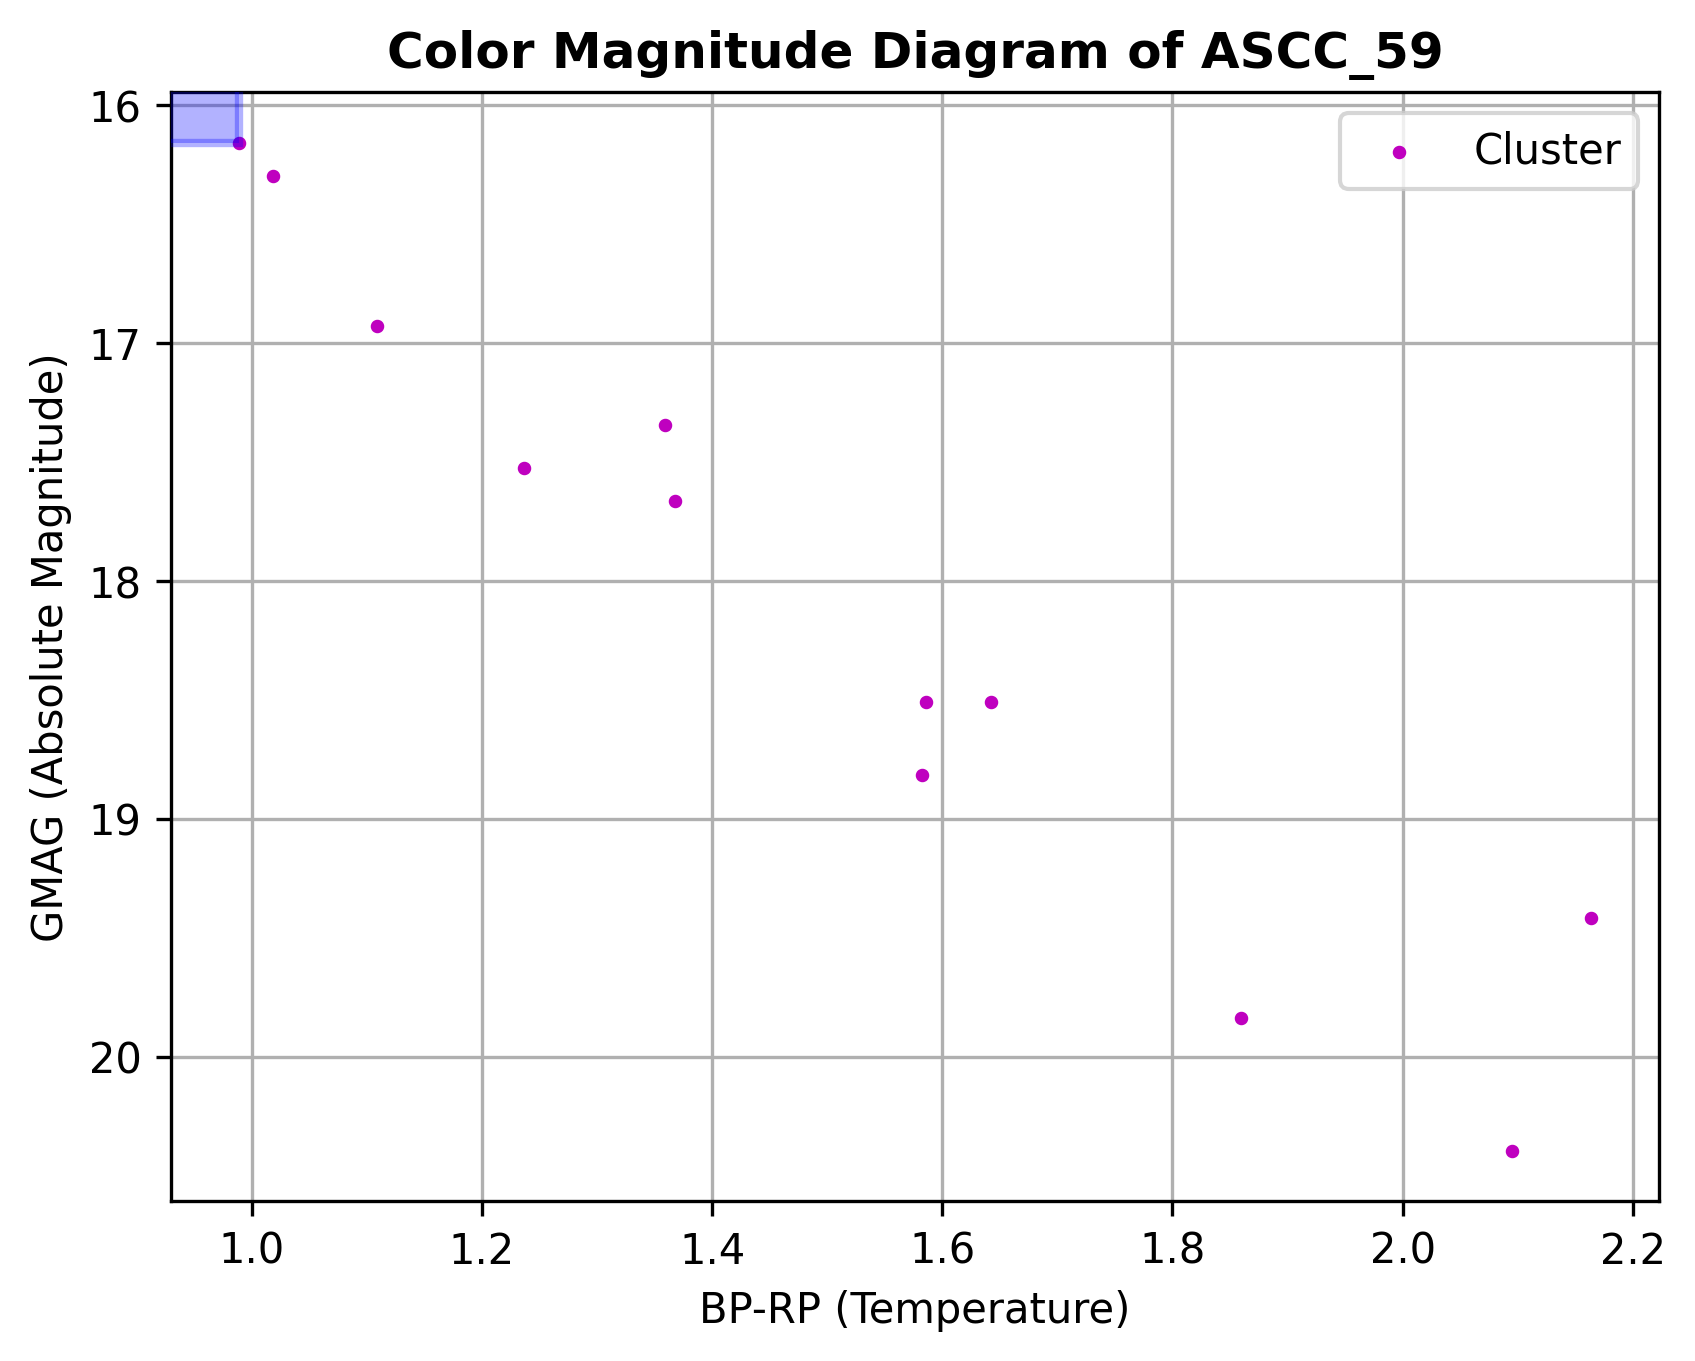 Color Magnitude Diagram of ASCC_59
Cluster
GMAG (Absolute Magnitude)
16
17
18
19
20
1.0 1.2 1.4 1.6 1.8 2.0 2.2
BP-RP (Temperature)